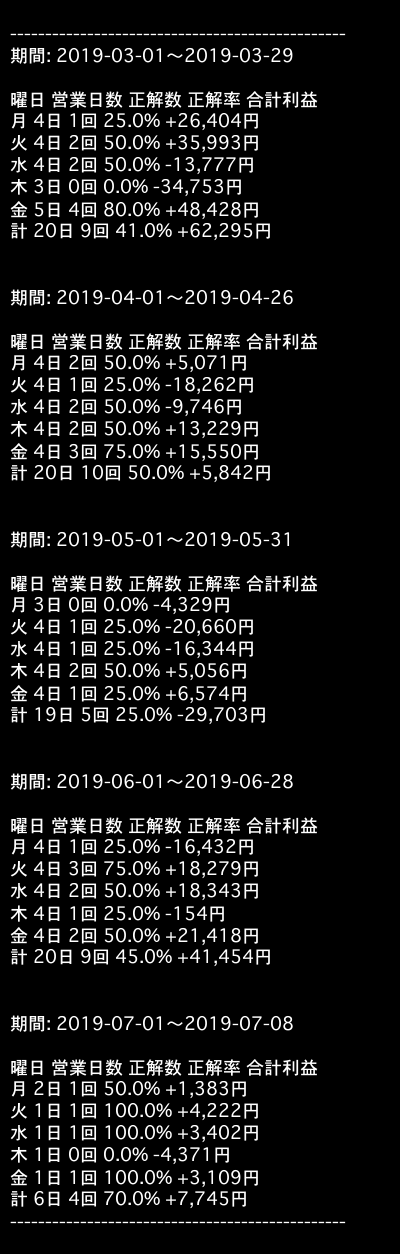 ------------------------------------------------
期間: 2019-03-01～2019-03-29
曜日 営業日数 正解数 正解率 合計利益
月 4日 1回 25.0% +26,404円
火 4日 2回 50.0% +35,993円
水 4日 2回 50.0% -13,777円
木 3日 0回 0.0% -34,753円
金 5日 4回 80.0% +48,428円
計 20日 9回 41.0% +62,295円
期間: 2019-04-01～2019-04-26
曜日 営業日数 正解数 正解率 合計利益
月 4日 2回 50.0% +5,071円
火 4日 1回 25.0% -18,262円
水 4日 2回 50.0% -9,746円
木 4日 2回 50.0% +13,229円
金 4日 3回 75.0% +15,550円
計 20日 10回 50.0% +5,842円
期間: 2019-05-01～2019-05-31
曜日 営業日数 正解数 正解率 合計利益
月 3日 0回 0.0% -4,329円
火 4日 1回 25.0% -20,660円
水 4日 1回 25.0% -16,344円
木 4日 2回 50.0% +5,056円
金 4日 1回 25.0% +6,574円
計 19日 5回 25.0% -29,703円
期間: 2019-06-01～2019-06-28
曜日 営業日数 正解数 正解率 合計利益
月 4日 1回 25.0% -16,432円
火 4日 3回 75.0% +18,279円
水 4日 2回 50.0% +18,343円
木 4日 1回 25.0% -154円
金 4日 2回 50.0% +21,418円
計 20日 9回 45.0% +41,454円
期間: 2019-07-01～2019-07-08
曜日 営業日数 正解数 正解率 合計利益
月 2日 1回 50.0% +1,383円
火 1日 1回 100.0% +4,222円
水 1日 1回 100.0% +3,402円
木 1日 0回 0.0% -4,371円
金 1日 1回 100.0% +3,109円
計 6日 4回 70.0% +7,745円
------------------------------------------------